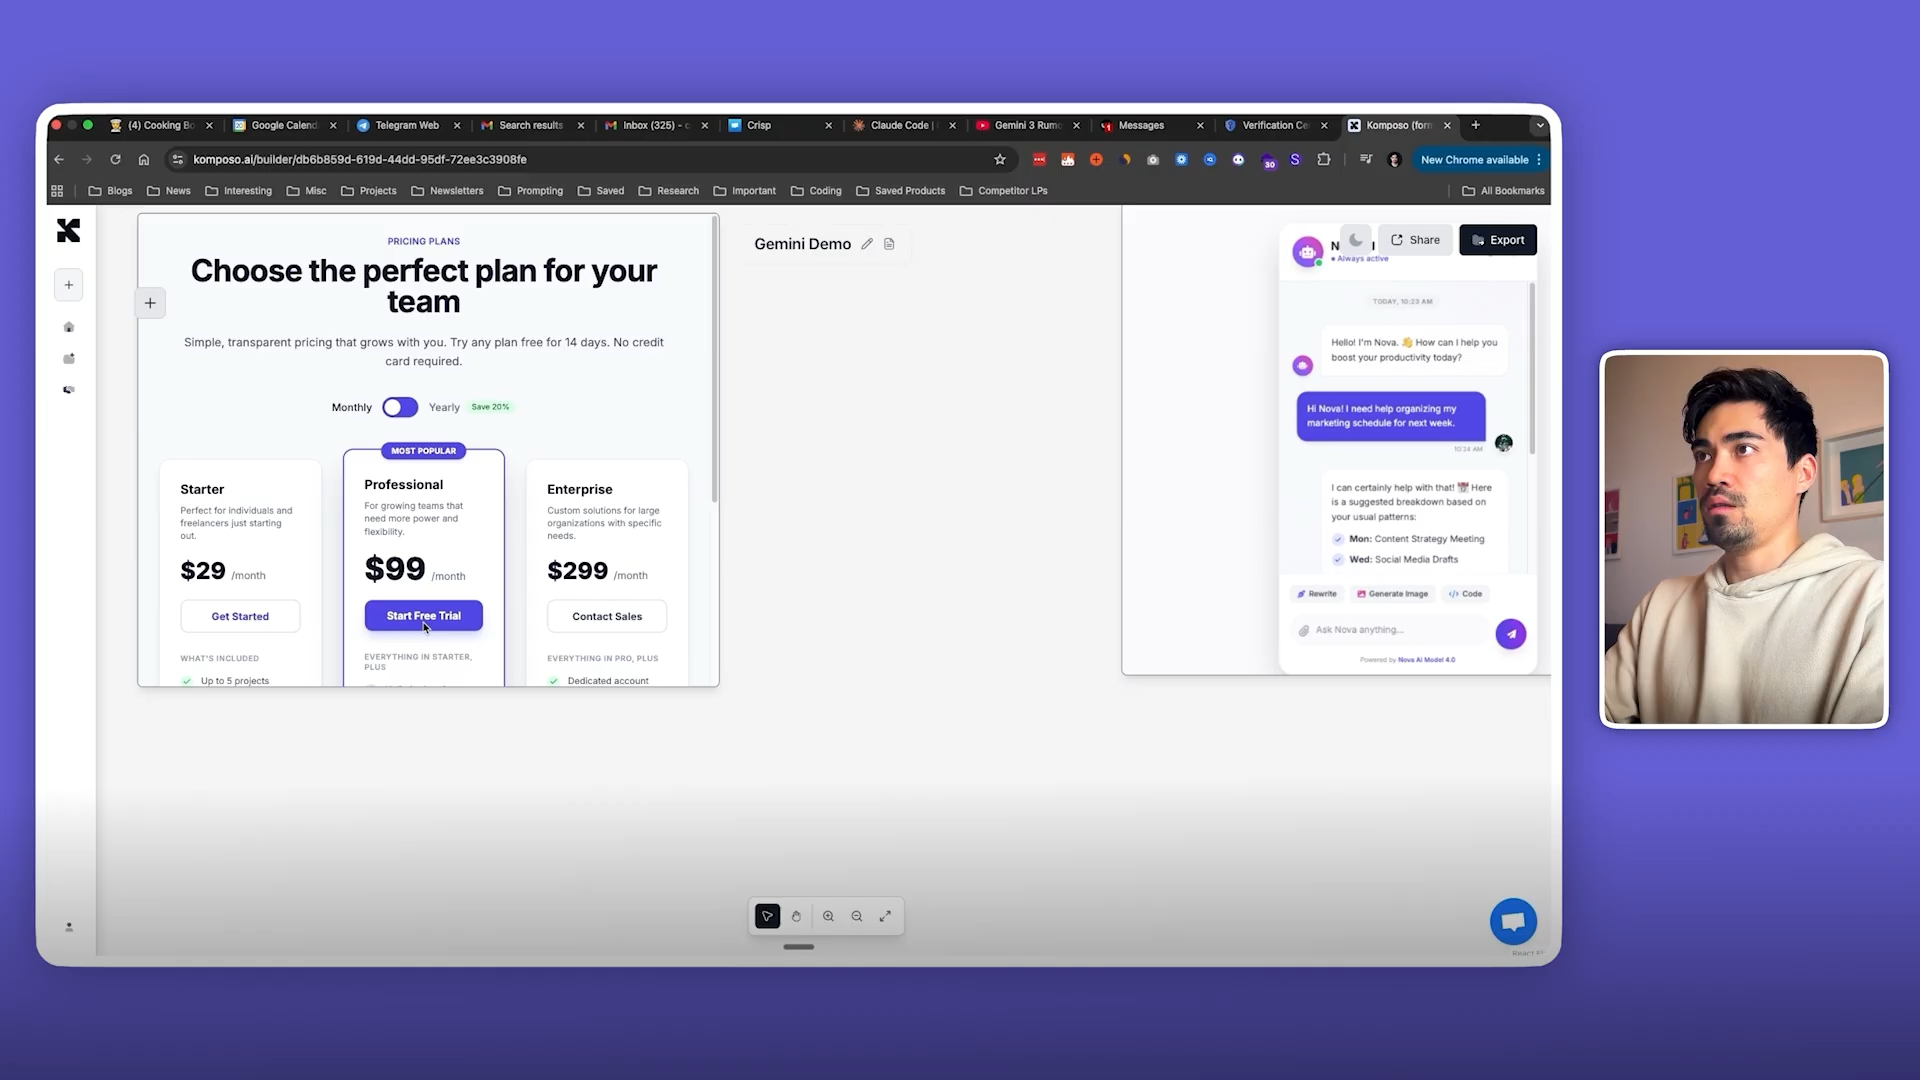 (4) Cooking Bo
Google Calend
Telegram Web
Search results
Inbox (325) - c
Crisp
Claude Code |
Gemini 3 Rumo
Messages
Verification Ce
Komposo (form
komposo.ai/builder/db6b859d-619d-44dd-95df-72ee3c3908fe
30
S
New Chrome available
Blogs
News
Interesting
Misc
Projects
Newsletters
Prompting
Saved
Research
Important
Coding
Saved Products
Competitor LPs
All Bookmarks
PRICING PLANS
Choose the perfect plan for your
team
Simple, transparent pricing that grows with you. Try any plan free for 14 days. No credit
card required.
Monthly
Yearly
Save 20%
MOST POPULAR
Starter
Perfect for individuals and
freelancers just starting
out.
$29 /month
Get Started
WHAT'S INCLUDED
Up to 5 projects
Professional
For growing teams that
need more power and
flexibility.
$99 /month
Start Free Trial
EVERYTHING IN STARTER,
PLUS
Enterprise
Custom solutions for large
organizations with specific
needs.
$299 /month
Contact Sales
EVERYTHING IN PRO, PLUS
Dedicated account
Gemini Demo
Share
Export
Always active
TODAY, 10:23 AM
Hello! I'm Nova. 👋 How can I help you
boost your productivity today?
Hi Nova! I need help organizing my
marketing schedule for next week.
10:24 AM
I can certainly help with that! 📅 Here
is a suggested breakdown based on
your usual patterns:
Mon: Content Strategy Meeting
Wed: Social Media Drafts
Rewrite
Generate Image
Code
Ask Nova anything...
Powered by Nova AI Model 4.0